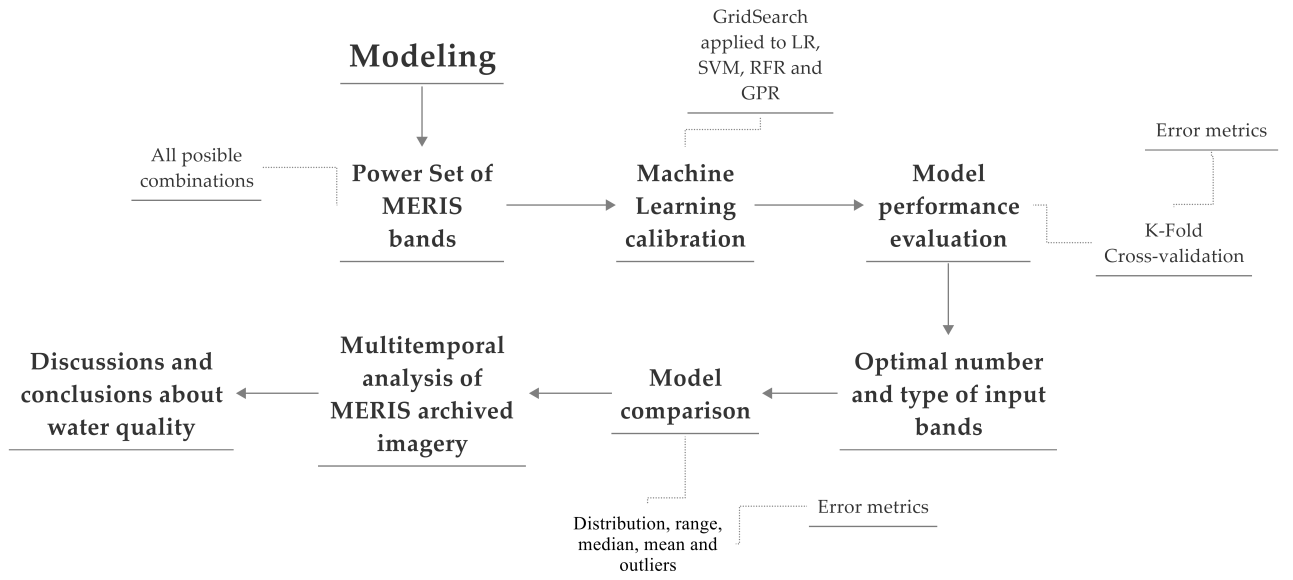 Modeling
GridSearch
applied to LR,
SVM, RFR and
GPR
All posible
combinations
Power Set of
MERIS
bands
Machine
Learning
calibration
Model
performance
evaluation
Error metrics
K-Fold
Cross-validation
Optimal number
and type of input
bands
Model
comparison
Distribution, range,
median, mean and
outliers
Error metrics
Multitemporal
analysis of
MERIS archived
imagery
Discussions and
conclusions about
water quality